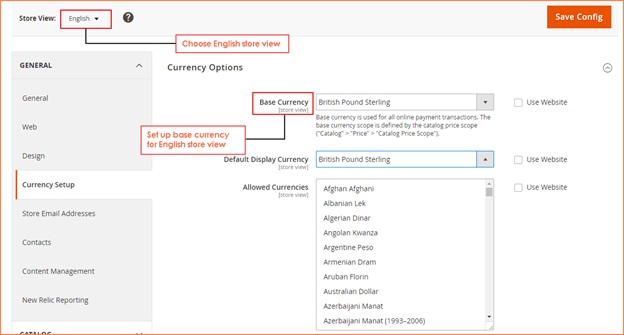 Store View: English ?
Save Config
Choose English store view
GENERAL
General
Web
Design
Currency Setup
Store Email Addresses
Contacts
Content Management
New Relic Reporting
CATALOG
Currency Options
Base Currency
[store view]
British Pound Sterling
Use Website
Base currency is used for all online payment transactions. The
base currency scope is defined by the catalog price scope
("Catalog" > "Price" > "Catalog Price Scope").
Set up base currency
for English store view
Default Display Currency
[store view]
British Pound Sterling
Use Website
Allowed Currencies
[store view]
Use Website
Afghan Afghani
Albanian Lek
Algerian Dinar
Angolan Kwanza
Argentine Peso
Armenian Dram
Aruban Florin
Australian Dollar
Azerbaijani Manat
Azerbaijani Manat (1993–2006)